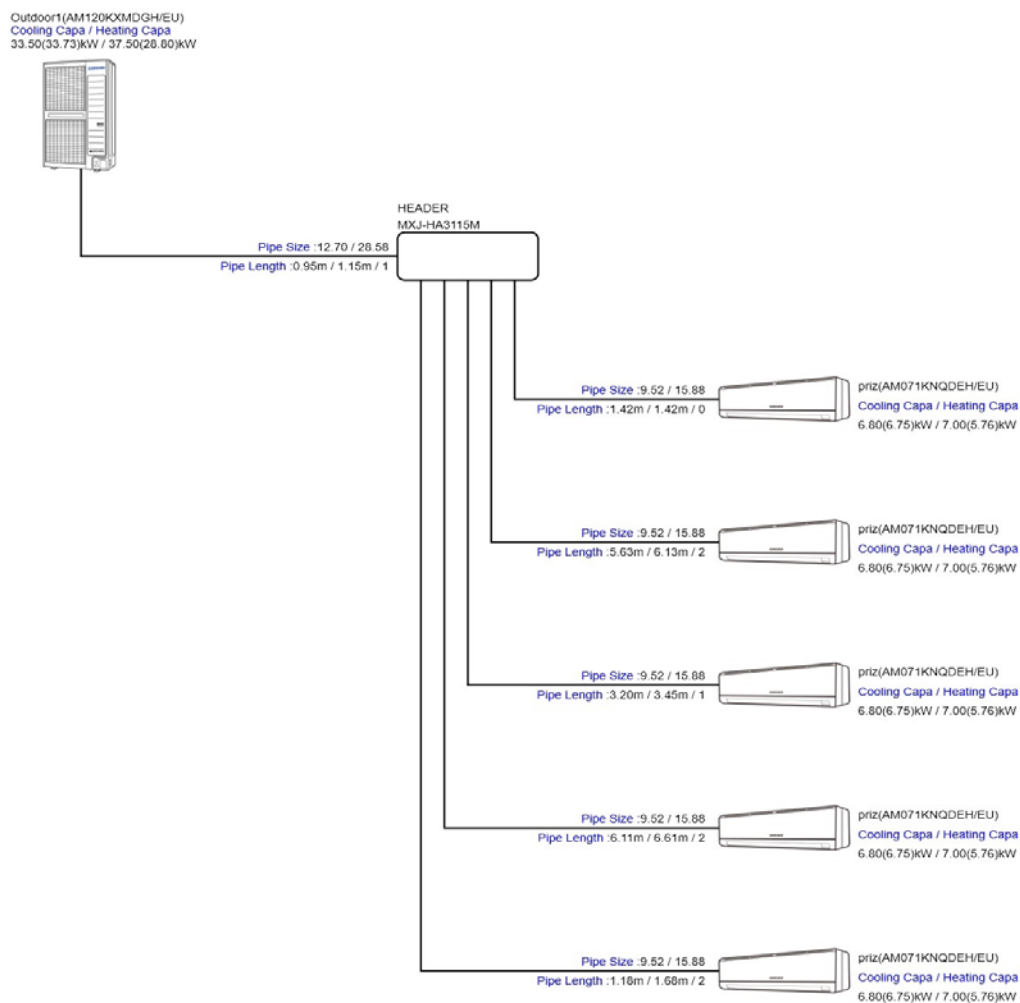 Outdoor1(AM120KXMDGH/EU)
Cooling Capa / Heating Capa
33.50(33.73)kW / 37.50(28.80)kW
HEADER
MXJ-HA3115M
Pipe Size :12.70 / 28.58
Pipe Length :0.95m / 1.15m / 1
Pipe Size :9.52 / 15.88
Pipe Length :1.42m / 1.42m / 0
priz(AM071KNQDEH/EU)
Cooling Capa / Heating Capa
6.80(6.75)kW / 7.00(5.76)kW
Pipe Size :9.52 / 15.88
Pipe Length :5.63m / 6.13m / 2
priz(AM071KNQDEH/EU)
Cooling Capa / Heating Capa
6.80(6.75)kW / 7.00(5.76)kW
Pipe Size :9.52 / 15.88
Pipe Length :3.20m / 3.45m / 1
priz(AM071KNQDEH/EU)
Cooling Capa / Heating Capa
6.80(6.75)kW / 7.00(5.76)kW
Pipe Size :9.52 / 15.88
Pipe Length :6.11m / 6.61m / 2
priz(AM071KNQDEH/EU)
Cooling Capa / Heating Capa
6.80(6.75)kW / 7.00(5.76)kW
Pipe Size :9.52 / 15.88
Pipe Length :1.18m / 1.68m / 2
priz(AM071KNQDEH/EU)
Cooling Capa / Heating Capa
6.80(6.75)kW / 7.00(5.76)kW